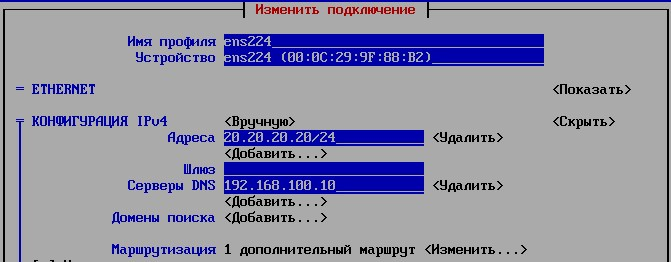 Изменить подключение
Имя профиля ens224
Устройство ens224 (00:0C:29:9F:88:B2)
= ETHERNET <Показать>
КОНФИГУРАЦИЯ IPv4 <Вручную> <Скрыть>
Адреса 20.20.20.20/24 <Удалить>
<Добавить...>
Шлюз
Серверы DNS 192.168.100.10 <Удалить>
<Добавить...>
Домены поиска <Добавить...>
Маршрутизация 1 дополнительный маршрут <Изменить...>